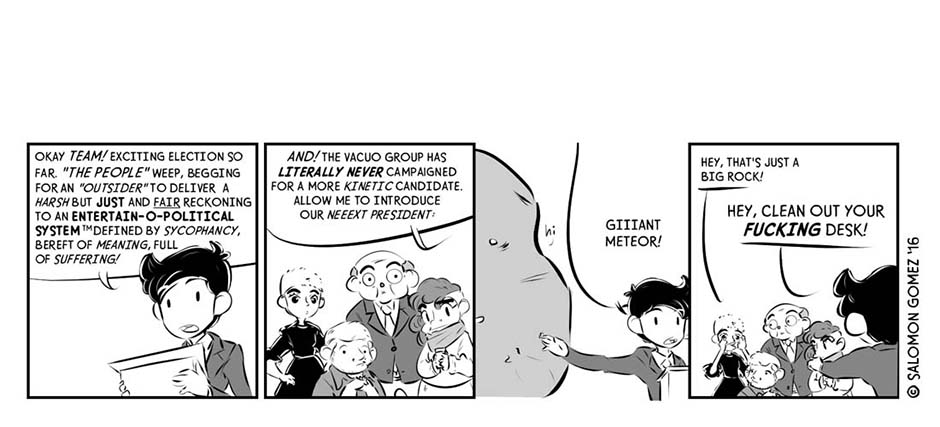 OKAY TEAM! EXCITING ELECTION SO
FAR. "THE PEOPLE" WEEP, BEGGING
FOR AN "OUTSIDER" TO DELIVER A
HARSH BUT JUST AND FAIR RECKONING
TO AN ENTERTAIN-O-POLITICAL
SYSTEM™ DEFINED BY SYCOPHANCY,
BEREFT OF MEANING, FULL
OF SUFFERING!
AND! THE VACUO GROUP HAS
LITERALLY NEVER CAMPAIGNED
FOR A MORE KINETIC CANDIDATE.
ALLOW ME TO INTRODUCE
OUR NEEEXT PRESIDENT:
hi
GIIIANT
METEOR!
HEY, THAT'S JUST A
BIG ROCK!
HEY, CLEAN OUT YOUR
FUCKING DESK!
© SALOMON GOMEZ '16